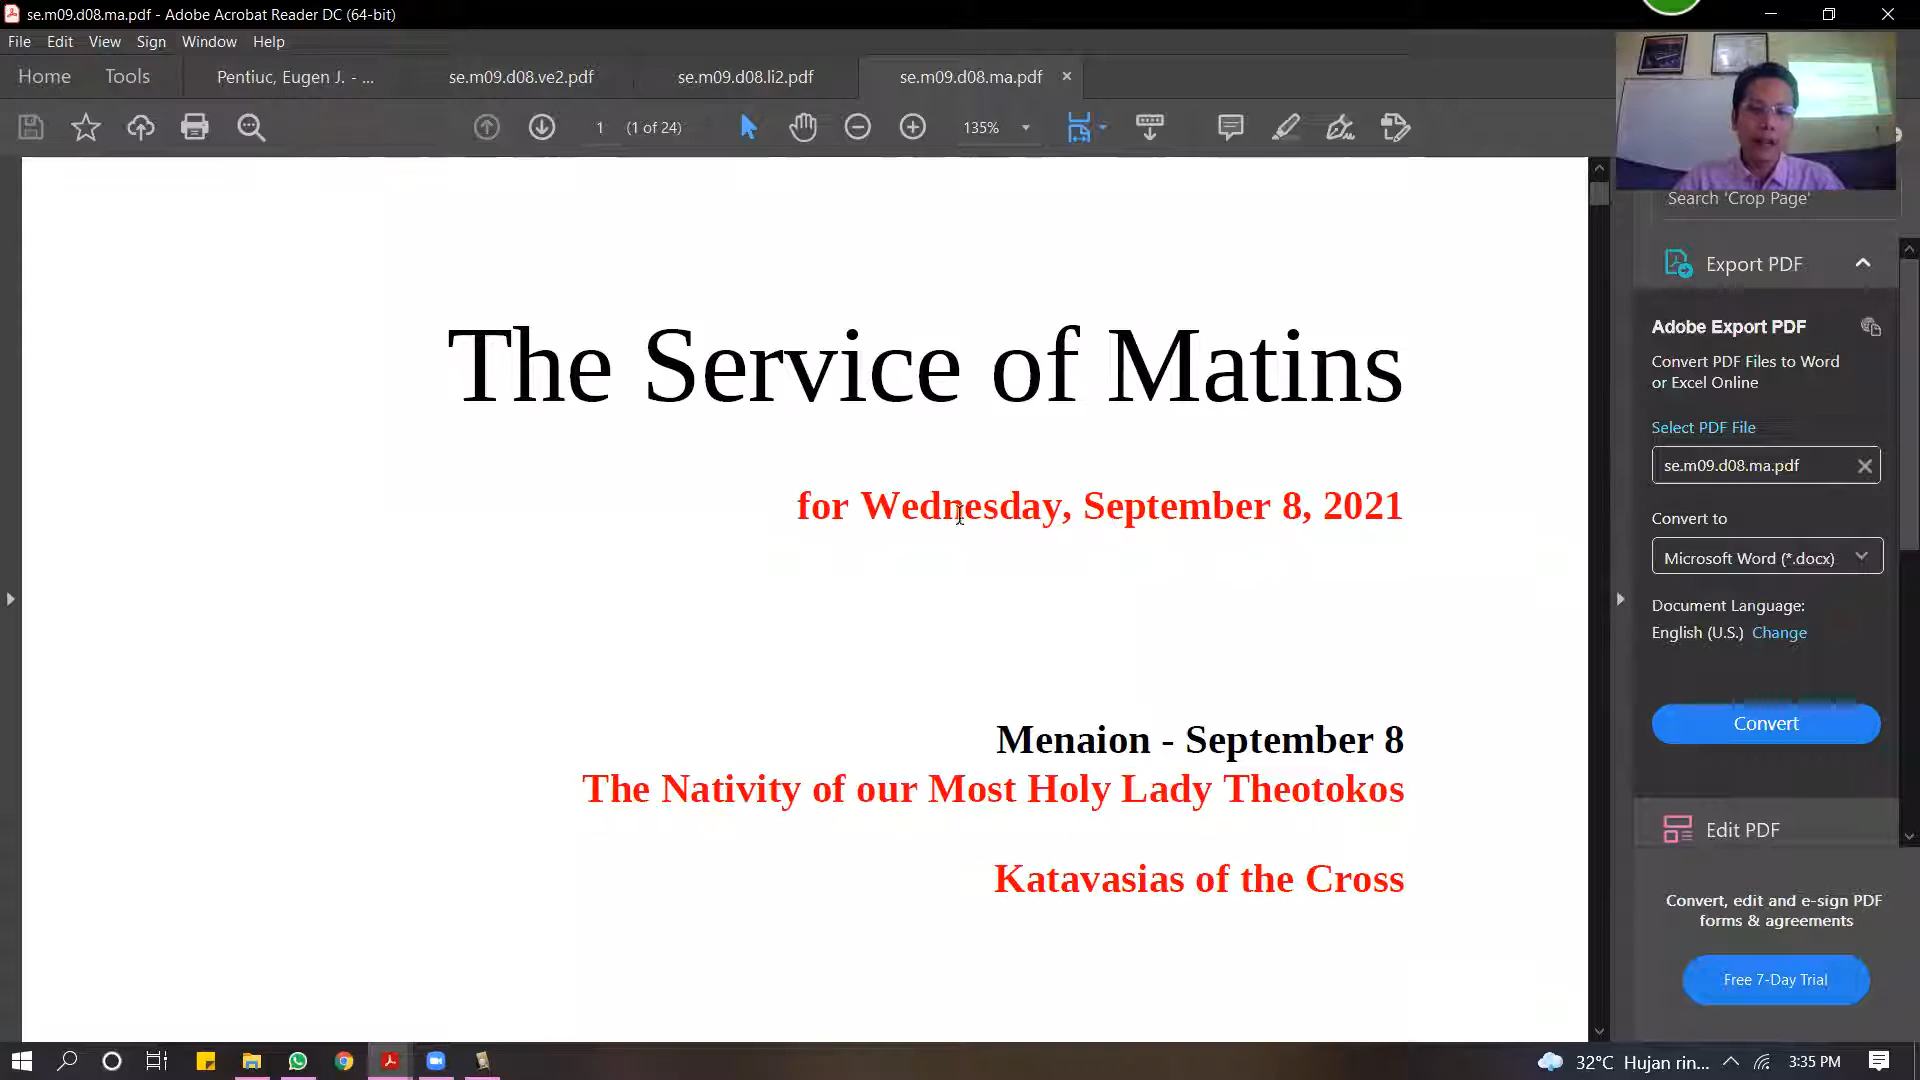 se.m09.d08.ma.pdf - Adobe Acrobat Reader DC (64-bit)
File Edit View Sign Window Help
Home Tools Pentiuc, Eugen J. - ... se.m09.d08.ve2.pdf se.m09.d08.li2.pdf se.m09.d08.ma.pdf
1 (1 of 24) 135%
Search 'Crop Page'
The Service of Matins
for Wednesday, September 8, 2021
Menaion - September 8
The Nativity of our Most Holy Lady Theotokos
Katavasias of the Cross
Export PDF
Adobe Export PDF
Convert PDF Files to Word
or Excel Online
Select PDF File
se.m09.d08.ma.pdf
Convert to
Microsoft Word (*.docx)
Document Language:
English (U.S.) Change
Convert
Edit PDF
Convert, edit and e-sign PDF
forms & agreements
Free 7-Day Trial
32°C Hujan rin... 3:35 PM